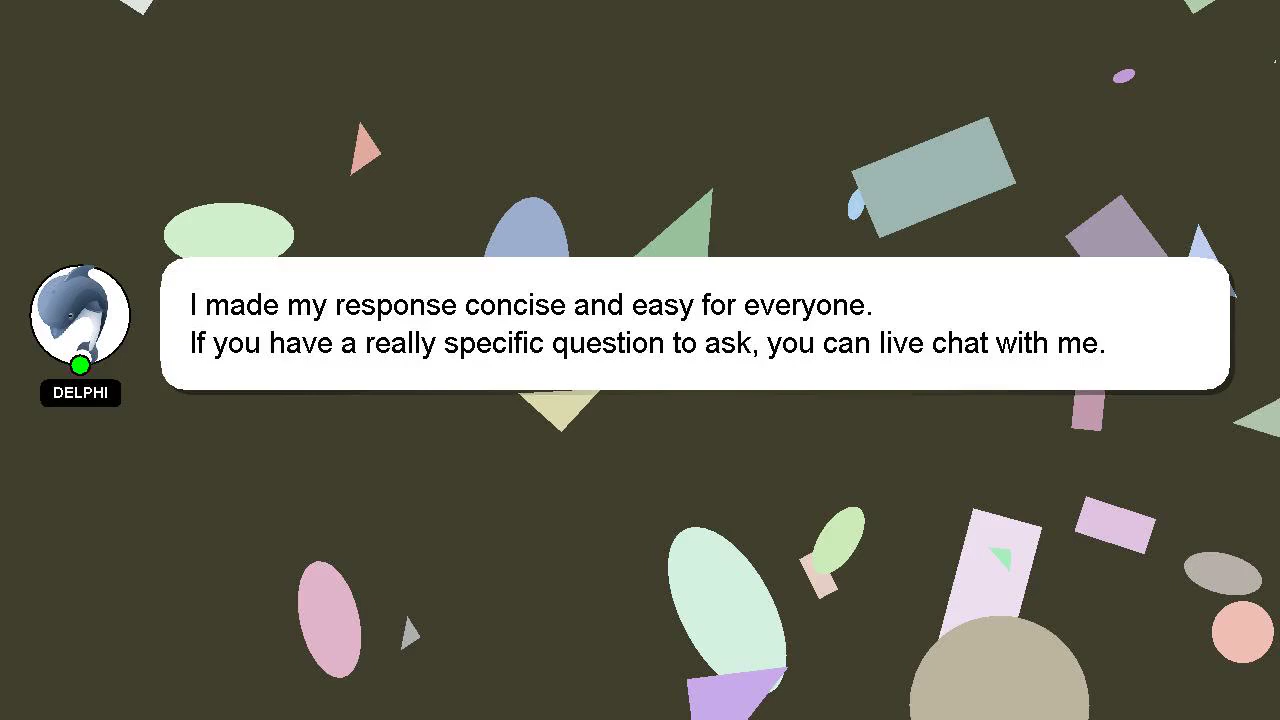 I made my response concise and easy for everyone.
If you have a really specific question to ask, you can live chat with me.
DELPHI